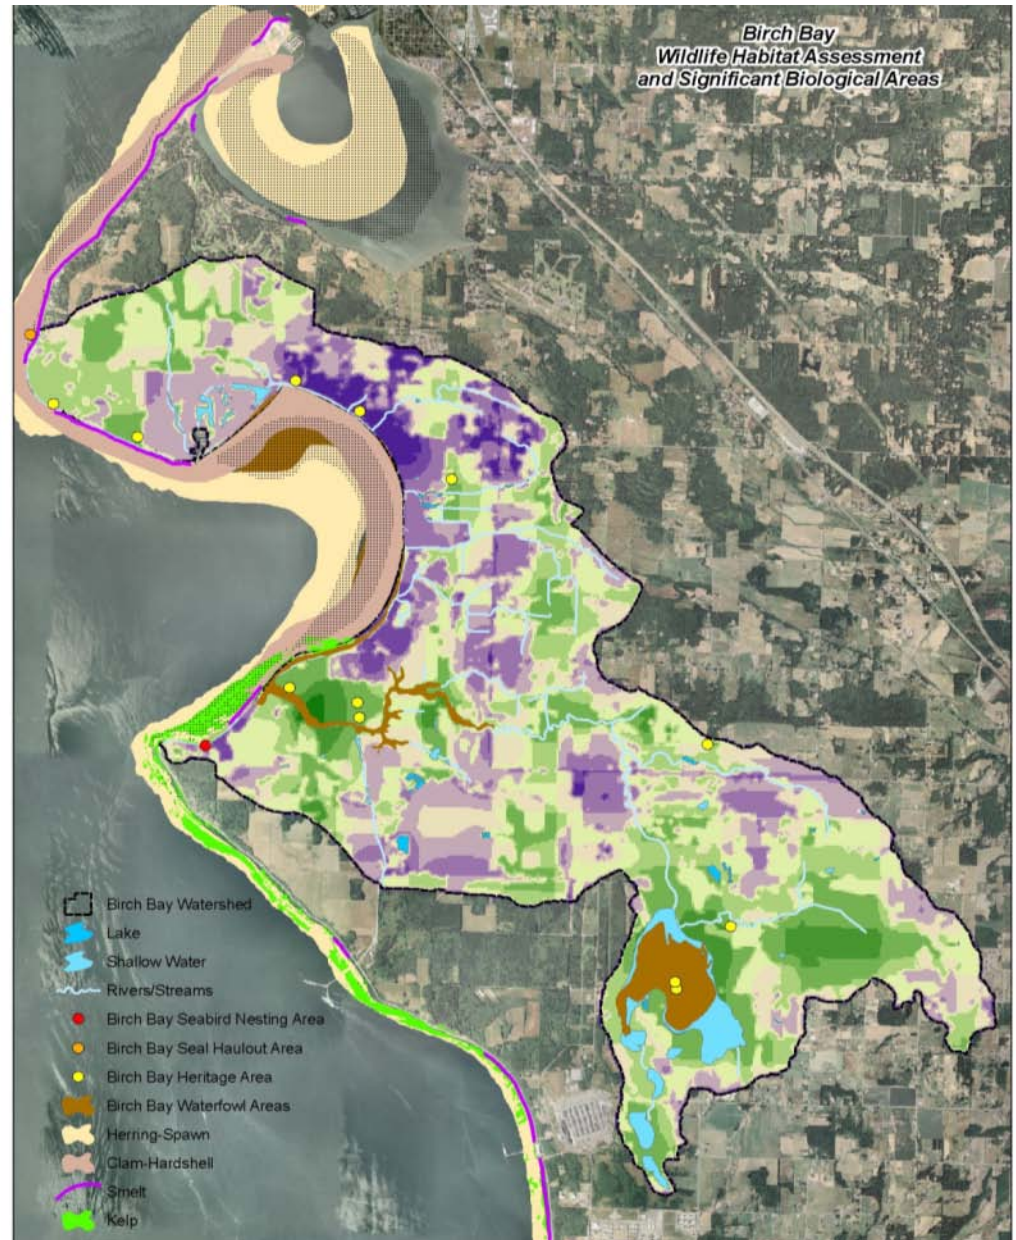 Birch Bay
Wildlife Habitat Assessment
and Significant Biological Areas
Birch Bay Watershed
Lake
Shallow Water
Rivers/Streams
Birch Bay Seabird Nesting Area
Birch Bay Seal Haulout Area
Birch Bay Heritage Area
Birch Bay Waterfowl Areas
Herring-Spawn
Clam-Hardshell
Smelt
Kelp